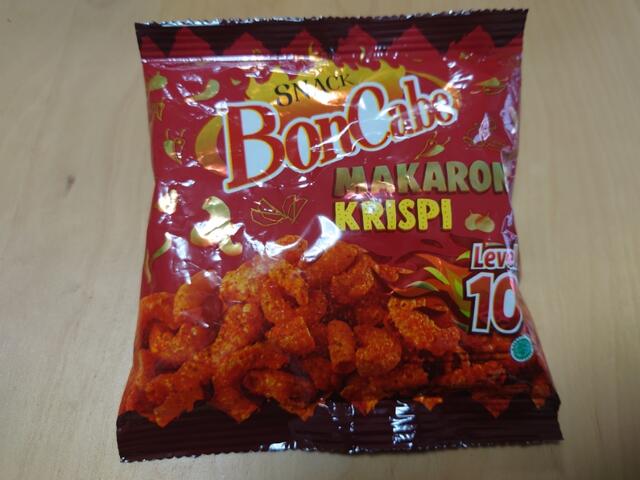 SNACK
BonCabe
MAKARONI
KRISPI
Level
10